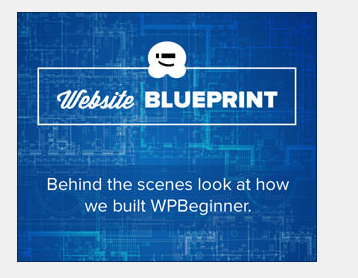 Website BLUEPRINT
Behind the scenes look at how
we built WPBeginner.